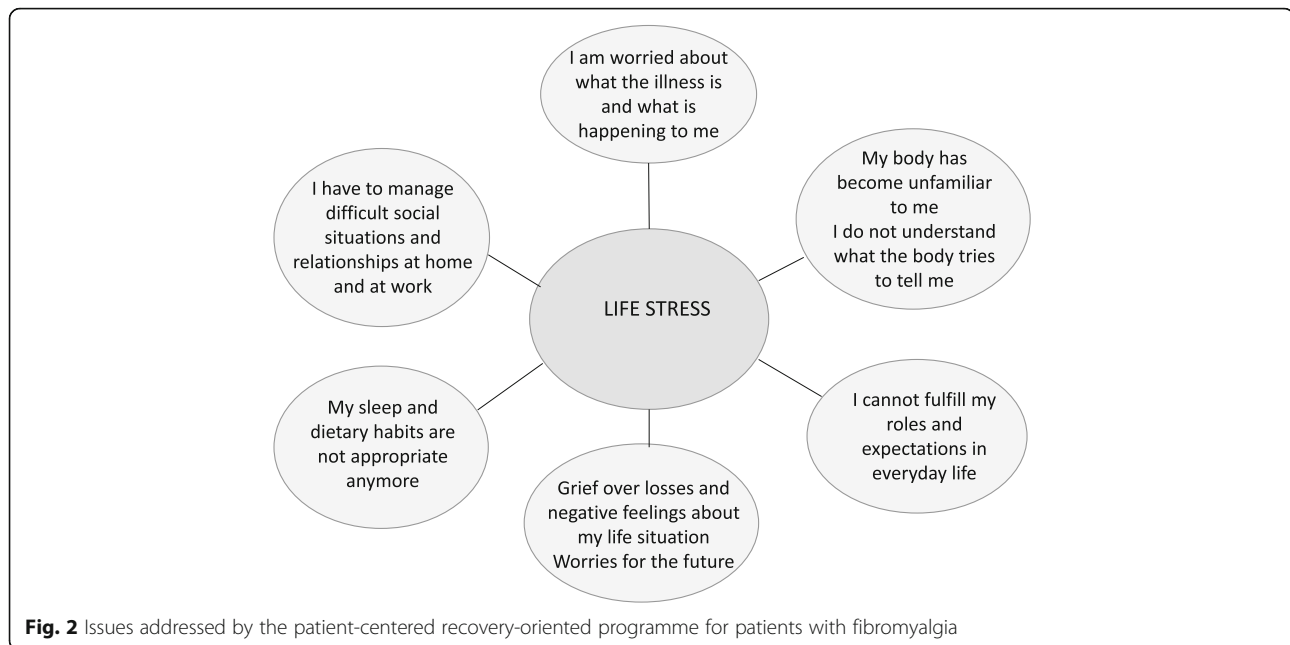 I am worried about
what the illness is
and what is
happening to me
My body has
become unfamiliar
to me
I do not understand
what the body tries
to tell me
I have to manage
difficult social
situations and
relationships at home
and at work
LIFE STRESS
My sleep and
dietary habits are
not appropriate
anymore
I cannot fulfill my
roles and
expectations in
everyday life
Grief over losses and
negative feelings about
my life situation
Worries for the future
Fig. 2 Issues addressed by the patient-centered recovery-oriented programme for patients with fibromyalgia